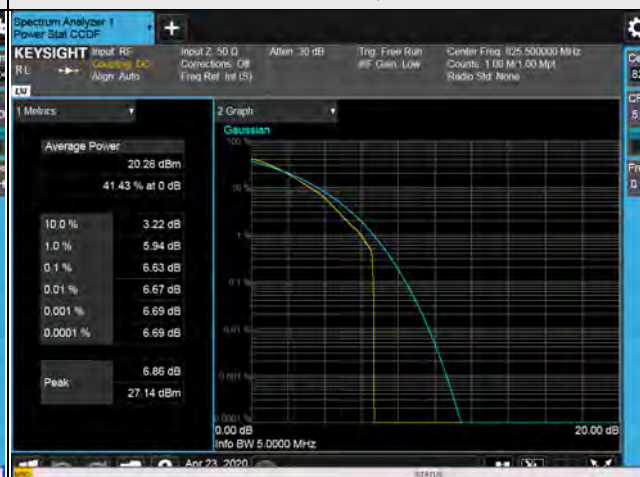 Spectrum Analyzer 1
Power Stat CCDF
KEYSIGHT
Input: RF
Input Z: 50 Ω
Atten: 30 dB
Trig: Free Run
Center Freq: 825.500000 MHz
RL
Coupling: DC
Corrections: Off
#IF Gain: Low
Counts: 1.00 M/1.00 Mpt
Align: Auto
Freq Ref: Int (S)
Radio Std: None
1 Metrics
2 Graph
Gaussian
Average Power
20.28 dBm
41.43 % at 0 dB
10.0 % 3.22 dB
1.0 % 5.94 dB
0.1 % 6.63 dB
0.01 % 6.67 dB
0.001 % 6.69 dB
0.0001 % 6.69 dB
Peak
6.86 dB
27.14 dBm
100 %
10 %
1 %
0.1 %
0.01 %
0.001 %
0.0001 %
0.00 dB
20.00 dB
Info BW 5.0000 MHz
Apr 23, 2020
STATUS